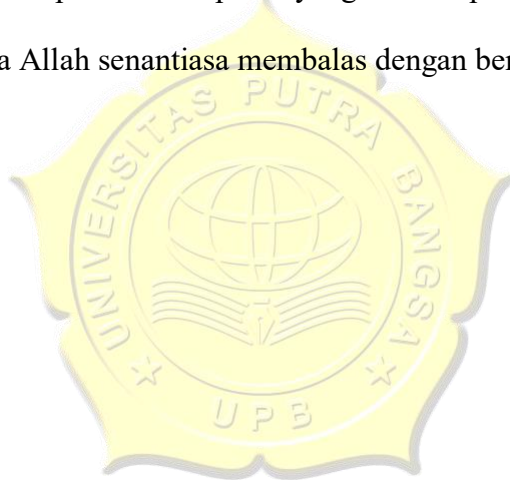 a Allah senantiasa membalas dengan ber
UNIVERSITAS PUTRA BANGSA
UPB